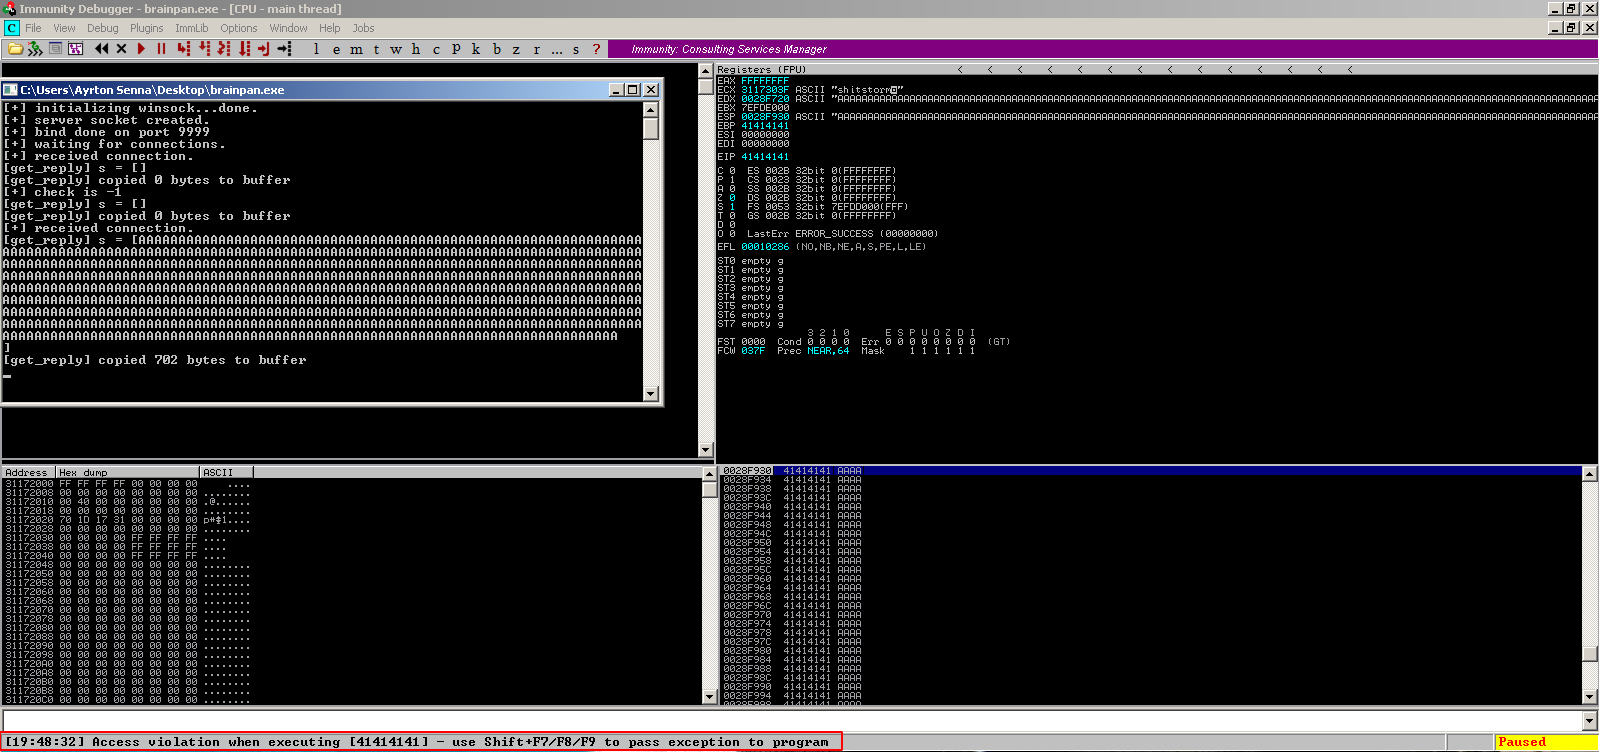 Immunity Debugger - brainpan.exe - [CPU - main thread]
C File View Debug Plugins ImmLib Options Window Help Jobs
l e m t w h c p k b z r ... s ? Immunity: Consulting Services Manager
C:\Users\Ayrton Senna\Desktop\brainpan.exe
[+] initializing winsock...done.
[+] server socket created.
[+] bind done on port 9999
[+] waiting for connections.
[+] received connection.
[get_reply] s = []
[get_reply] copied 0 bytes to buffer
[+] check is -1
[get_reply] s = []
[get_reply] copied 0 bytes to buffer
[+] received connection.
]
[get_reply] copied 702 bytes to buffer
Registers (FPU) < < < < < < < < < < < < < <
EAX FFFFFFFF
ECX 3117303F ASCII "shitstorm
EDX 0028F720 ASCII
EBX 7EFDE000
ESP 0028F930 ASCII
EBP 41414141
ESI 00000000
EDI 00000000
EIP 41414141
C 0 ES 002B 32bit 0(FFFFFFFF)
P 1 CS 0023 32bit 0(FFFFFFFF)
A 0 SS 002B 32bit 0(FFFFFFFF)
Z 0 DS 002B 32bit 0(FFFFFFFF)
S 1 FS 0053 32bit 7EFDD000(FFF)
T 0 GS 002B 32bit 0(FFFFFFFF)
D 0
O 0 LastErr ERROR_SUCCESS (00000000)
EFL 00010286 (NO,NB,NE,A,S,PE,L,LE)
ST0 empty g
ST1 empty g
ST2 empty g
ST3 empty g
ST4 empty g
ST5 empty g
ST6 empty g
ST7 empty g
3 2 1 0 E S P U O Z D I
FST 0000 Cond 0 0 0 0 Err 0 0 0 0 0 0 0 0 (GT)
FCW 037F Prec NEAR,64 Mask 1 1 1 1 1 1
Address Hex dump ASCII
31172000 FF FF FF FF 00 00 00 00 ....
31172008 00 00 00 00 00 00 00 00 ........
31172010 00 40 00 00 00 00 00 00 .@......
31172018 00 00 00 00 00 00 00 00 ........
31172020 70 1D 17 31 00 00 00 00
31172028 00 00 00 00 00 00 00 00 ........
31172030 00 00 00 00 FF FF FF FF ....
31172038 00 00 00 00 FF FF FF FF ....
31172040 00 00 00 00 FF FF FF FF ....
31172048 00 00 00 00 00 00 00 00 ........
31172050 00 00 00 00 00 00 00 00 ........
31172058 00 00 00 00 00 00 00 00 ........
31172060 00 00 00 00 00 00 00 00 ........
31172068 00 00 00 00 00 00 00 00 ........
31172070 00 00 00 00 00 00 00 00 ........
31172078 00 00 00 00 00 00 00 00 ........
31172080 00 00 00 00 00 00 00 00 ........
31172088 00 00 00 00 00 00 00 00 ........
31172090 00 00 00 00 00 00 00 00 ........
31172098 00 00 00 00 00 00 00 00 ........
311720A0 00 00 00 00 00 00 00 00 ........
311720A8 00 00 00 00 00 00 00 00 ........
311720B0 00 00 00 00 00 00 00 00 ........
311720B8 00 00 00 00 00 00 00 00 ........
311720C0 00 00 00 00 00 00 00 00 ........
0028F930 41414141 AAAA
0028F934 41414141 AAAA
0028F938 41414141 AAAA
0028F93C 41414141 AAAA
0028F940 41414141 AAAA
0028F944 41414141 AAAA
0028F948 41414141 AAAA
0028F94C 41414141 AAAA
0028F950 41414141 AAAA
0028F954 41414141 AAAA
0028F958 41414141 AAAA
0028F95C 41414141 AAAA
0028F960 41414141 AAAA
0028F964 41414141 AAAA
0028F968 41414141 AAAA
0028F96C 41414141 AAAA
0028F970 41414141 AAAA
0028F974 41414141 AAAA
0028F978 41414141 AAAA
0028F97C 41414141 AAAA
0028F980 41414141 AAAA
0028F984 41414141 AAAA
0028F988 41414141 AAAA
0028F98C 41414141 AAAA
0028F990 41414141 AAAA
0028F994 41414141 AAAA
0028F998 41414141 AAAA
[19:48:32] Access violation when executing [41414141] - use Shift+F7/F8/F9 to pass exception to program
Paused